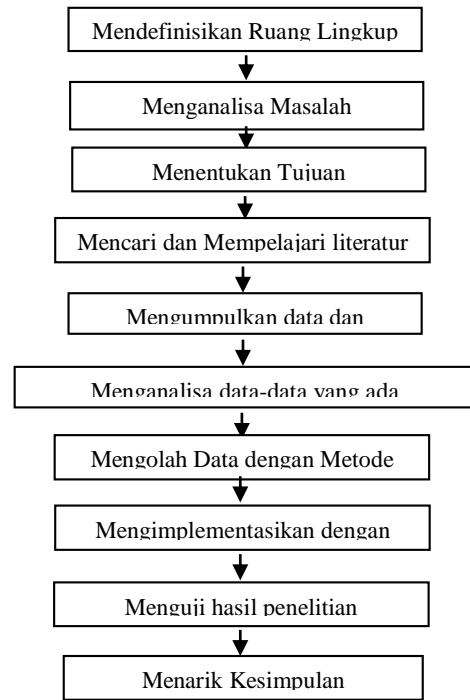 Mendefinisikan Ruang Lingkup
Menganalisa Masalah
Menentukan Tujuan
Mencari dan Mempelajari literatur
Mengumpulkan data dan
Menganalisa data-data yang ada
Mengolah Data dengan Metode
Mengimplementasikan dengan
Menguji hasil penelitian
Menarik Kesimpulan